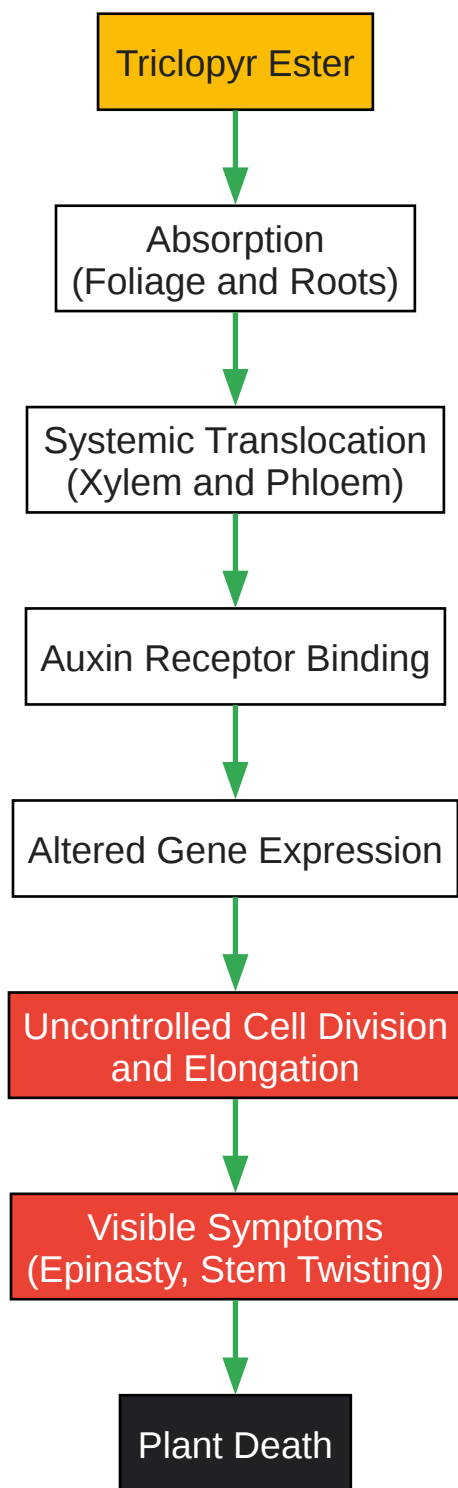 Triclopyr Ester
Absorption
(Foliage and Roots)
Systemic Translocation
(Xylem and Phloem)
Auxin Receptor Binding
Altered Gene Expression
Uncontrolled Cell Division
and Elongation
Visible Symptoms
(Epinasty, Stem Twisting)
Plant Death